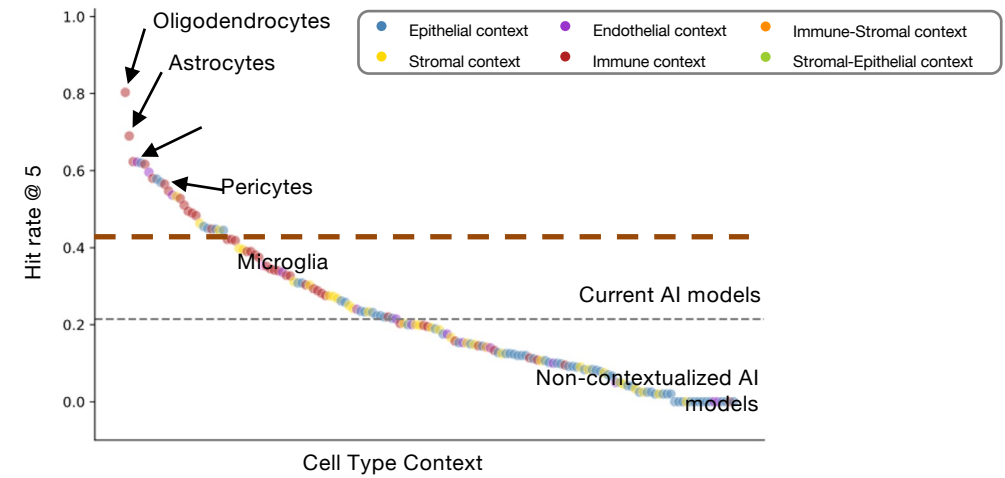 Oligodendrocytes
Astrocytes
Epithelial context
Endothelial context
Immune-Stromal context
Stromal context
Immune context
Stromal-Epithelial context
1.0
0.8
0.6
0.4
0.2
0.0
Hit rate @ 5
Pericytes
Microglia
Current AI models
Non-contextualized AI
models
Cell Type Context